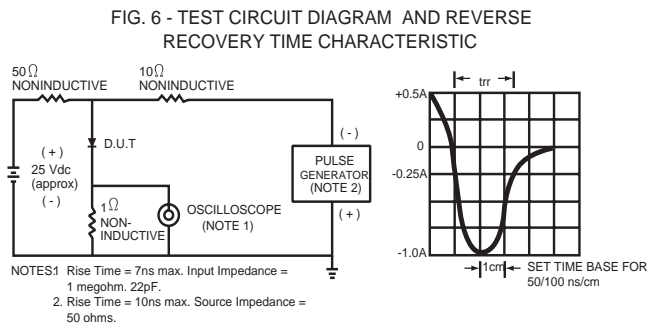 FIG. 6 - TEST CIRCUIT DIAGRAM AND REVERSE
RECOVERY TIME CHARACTERISTIC
50Ω
NONINDUCTIVE
10Ω
NONINDUCTIVE
( + )
25 Vdc
(approx)
( - )
D.U.T
1Ω
NON-
INDUCTIVE
OSCILLOSCOPE
(NOTE 1)
( - )
PULSE
GENERATOR
(NOTE 2)
( + )
trr
+0.5A
0
-0.25A
-1.0A
1cm
SET TIME BASE FOR
50/100 ns/cm
NOTES1 Rise Time = 7ns max. Input Impedance =
1 megohm. 22pF.
2. Rise Time = 10ns max. Source Impedance =
50 ohms.